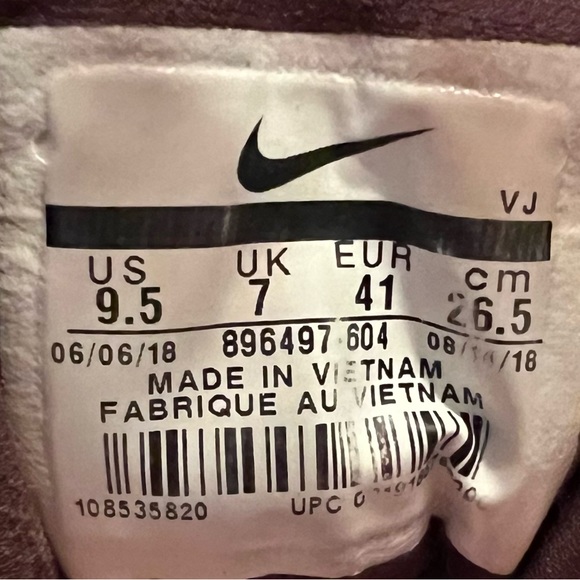 VJ
US UK EUR cm
9.5 7 41 26.5
06/06/18 896497 604
MADE IN VIETNAM
FABRIQUE AU VIETNAM
108535820 UPC